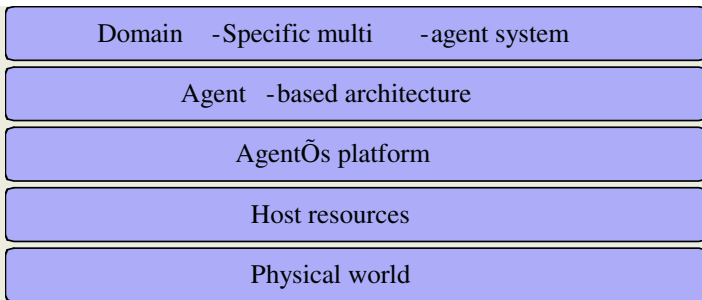 Domain -Specific multi -agent system
Agent -based architecture
AgentÕs platform
Host resources
Physical world